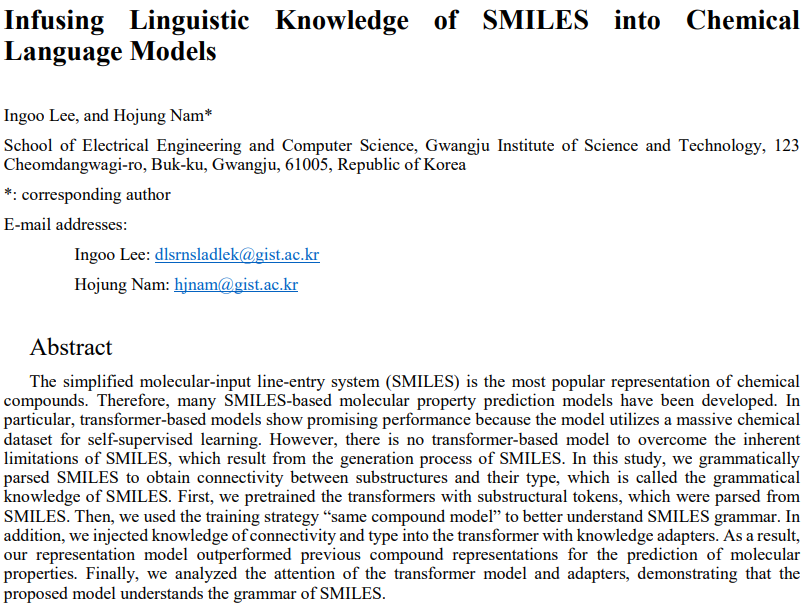 Infusing Linguistic Knowledge of SMILES into Chemical
Language Models
Ingoo Lee, and Hojung Nam*
School of Electrical Engineering and Computer Science, Gwangju Institute of Science and Technology, 123
Cheomdangwagi-ro, Buk-ku, Gwangju, 61005, Republic of Korea
*: corresponding author
E-mail addresses:
Ingoo Lee: dlsrnsladlek@gist.ac.kr
Hojung Nam: hjnam@gist.ac.kr
Abstract
The simplified molecular-input line-entry system (SMILES) is the most popular representation of chemical
compounds. Therefore, many SMILES-based molecular property prediction models have been developed. In
particular, transformer-based models show promising performance because the model utilizes a massive chemical
dataset for self-supervised learning. However, there is no transformer-based model to overcome the inherent
limitations of SMILES, which result from the generation process of SMILES. In this study, we grammatically
parsed SMILES to obtain connectivity between substructures and their type, which is called the grammatical
knowledge of SMILES. First, we pretrained the transformers with substructural tokens, which were parsed from
SMILES. Then, we used the training strategy “same compound model” to better understand SMILES grammar. In
addition, we injected knowledge of connectivity and type into the transformer with knowledge adapters. As a result,
our representation model outperformed previous compound representations for the prediction of molecular
properties. Finally, we analyzed the attention of the transformer model and adapters, demonstrating that the
proposed model understands the grammar of SMILES.